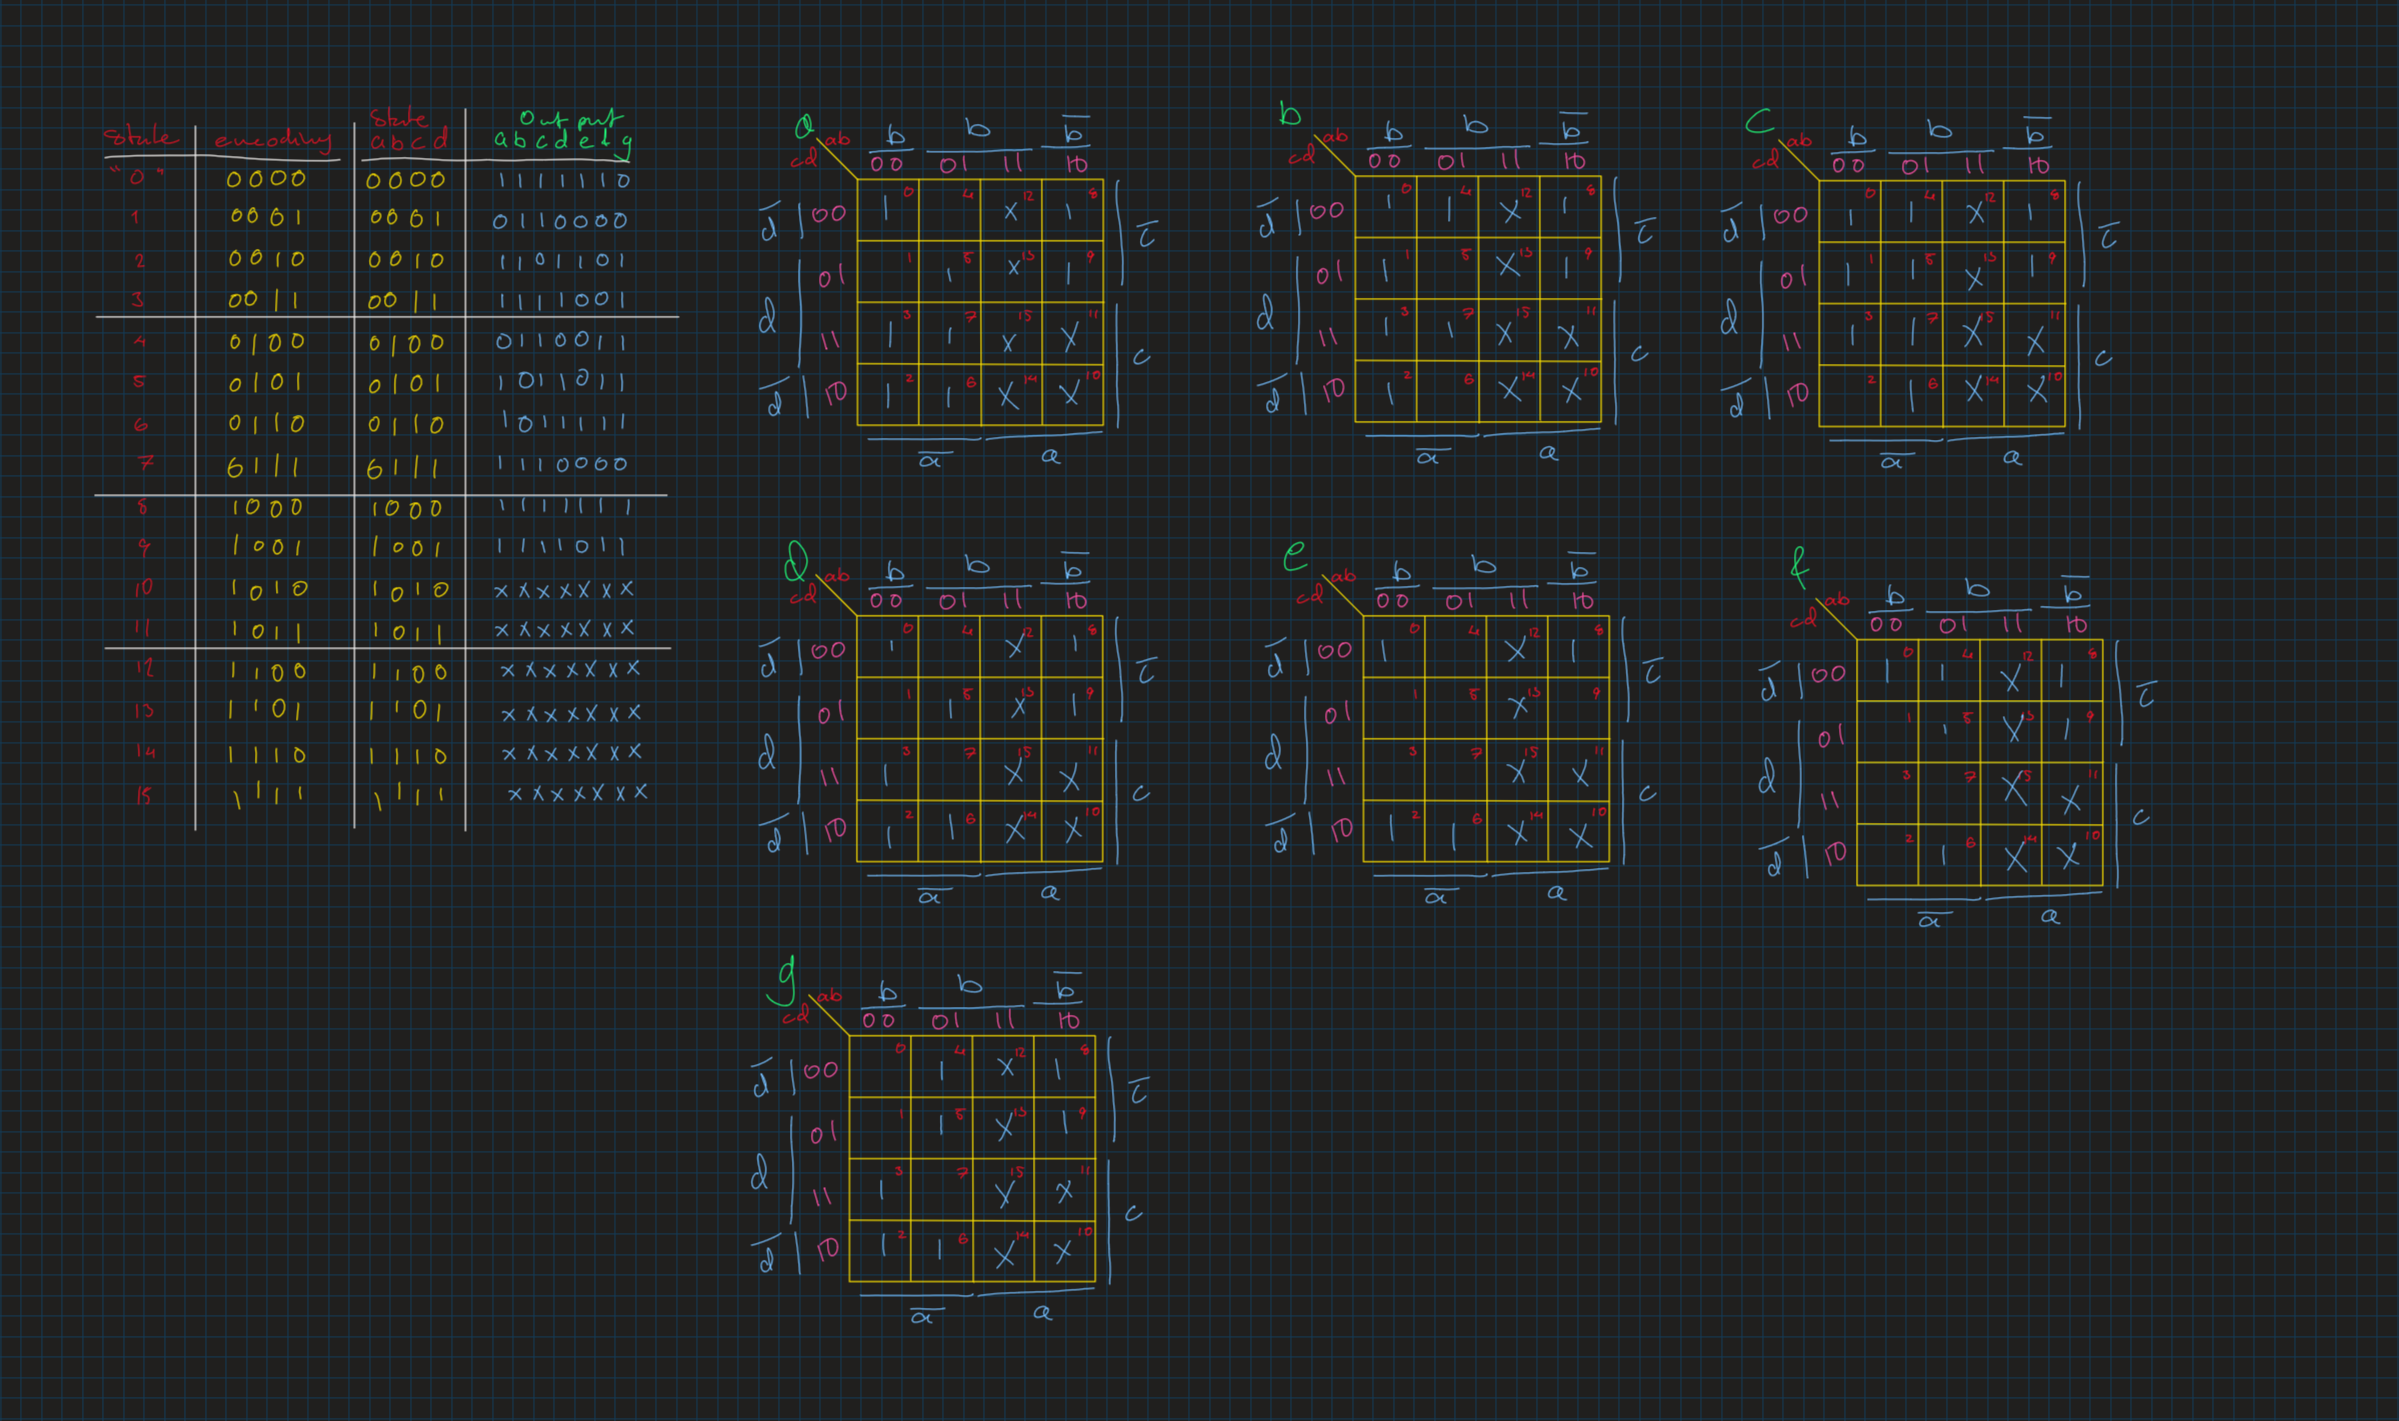 State encoding State Output
a b c d a b c d e f g
"0" 0000 0000 1111110
1 0001 0001 0110000
2 0010 0010 1101101
3 0011 0011 1111001
4 0100 0100 0110011
5 0101 0101 1011011
6 0110 0110 1011111
7 0111 0111 1110000
8 1000 1000 1111111
9 1001 1001 1111011
10 1010 1010 xxxxxxx
11 1011 1011 xxxxxxx
12 1100 1100 xxxxxxx
13 1101 1101 xxxxxxx
14 1110 1110 xxxxxxx
15 1111 1111 xxxxxxx
a
ab b b b̅
cd 00 01 11 10
d̅ 00 1 0 4 X 12 1 8 c̅
01 1 1 5 X 13 1 9
d
11 1 3 1 7 X 15 X 11 c
d̅ 10 1 2 1 6 X 14 X 10
a̅ a
b
ab b b b̅
cd 00 01 11 10
d̅ 00 1 0 1 4 X 12 1 8 c̅
01 1 1 5 X 13 1 9
d
11 1 3 1 7 X 15 X 11 c
d̅ 10 1 2 6 X 14 X 10
a̅ a
c
ab b b b̅
cd 00 01 11 10
d̅ 00 1 0 1 4 X 12 1 8 c̅
01 1 1 1 5 X 13 1 9
d
11 1 3 1 7 X 15 X 11 c
d̅ 10 2 1 6 X 14 X 10
a̅ a
d
ab b b b̅
cd 00 01 11 10
d̅ 00 1 0 4 X 12 1 8 c̅
01 1 1 5 X 13 1 9
d
11 1 3 7 X 15 X 11 c
d̅ 10 1 2 1 6 X 14 X 10
a̅ a
e
ab b b b̅
cd 00 01 11 10
d̅ 00 1 0 4 X 12 1 8 c̅
01 1 5 X 13 9
d
11 3 7 X 15 X 11 c
d̅ 10 1 2 1 6 X 14 X 10
a̅ a
f
ab b b b̅
cd 00 01 11 10
d̅ 00 1 0 1 4 X 12 1 8 c̅
01 1 1 5 X 13 1 9
d
11 3 7 X 15 X 11 c
d̅ 10 2 1 6 X 14 X 10
a̅ a
g
ab b b b̅
cd 00 01 11 10
d̅ 00 0 1 4 X 12 1 8 c̅
01 1 1 5 X 13 1 9
d
11 1 3 7 X 15 X 11 c
d̅ 10 1 2 1 6 X 14 X 10
a̅ a